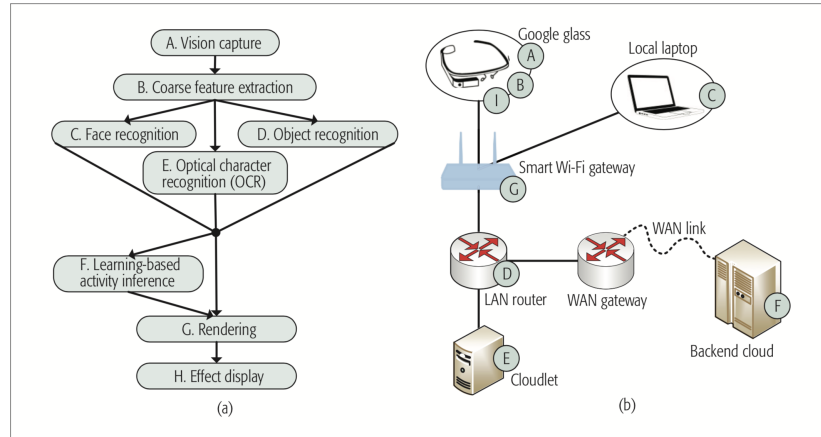 A. Vision capture
B. Coarse feature extraction
C. Face recognition
D. Object recognition
E. Optical character
recognition (OCR)
F. Learning-based
activity inference
G. Rendering
H. Effect display
(a)
Google glass
A
B
I
Local laptop
C
Smart Wi-Fi gateway
G
WAN link
D
LAN router
WAN gateway
F
Backend cloud
E
Cloudlet
(b)